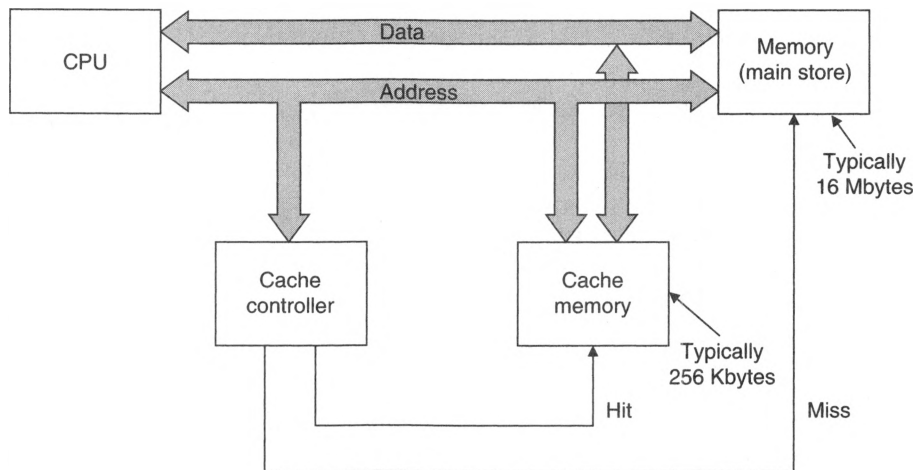 CPU
Data
Address
Memory
(main store)
Typically
16 Mbytes
Cache
controller
Cache
memory
Typically
256 Kbytes
Hit
Miss